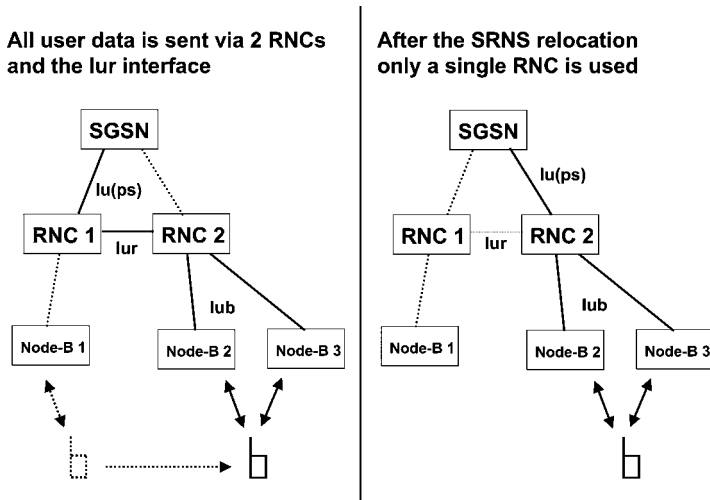 All user data is sent via 2 RNCs
and the Iur interface
SGSN
Iu(ps)
RNC 1
Iur
RNC 2
Iub
Node-B 1
Node-B 2
Node-B 3
After the SRNS relocation
only a single RNC is used
SGSN
Iu(ps)
RNC 1
Iur
RNC 2
Iub
Node-B 1
Node-B 2
Node-B 3